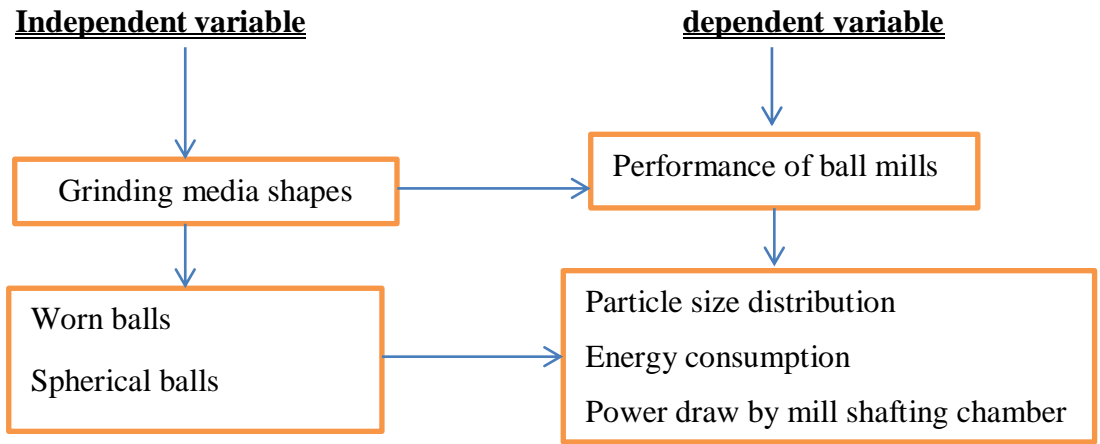 Independent variable
dependent variable
Grinding media shapes
Performance of ball mills
Worn balls
Spherical balls
Particle size distribution
Energy consumption
Power draw by mill shafting chamber